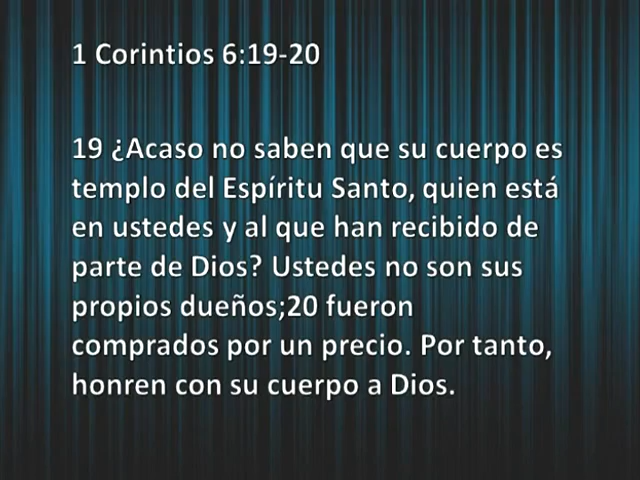 1 Corintios 6:19-20
19 ¿Acaso no saben que su cuerpo es
templo del Espíritu Santo, quien está
en ustedes y al que han recibido de
parte de Dios? Ustedes no son sus
propios dueños;20 fueron
comprados por un precio. Por tanto,
honren con su cuerpo a Dios.